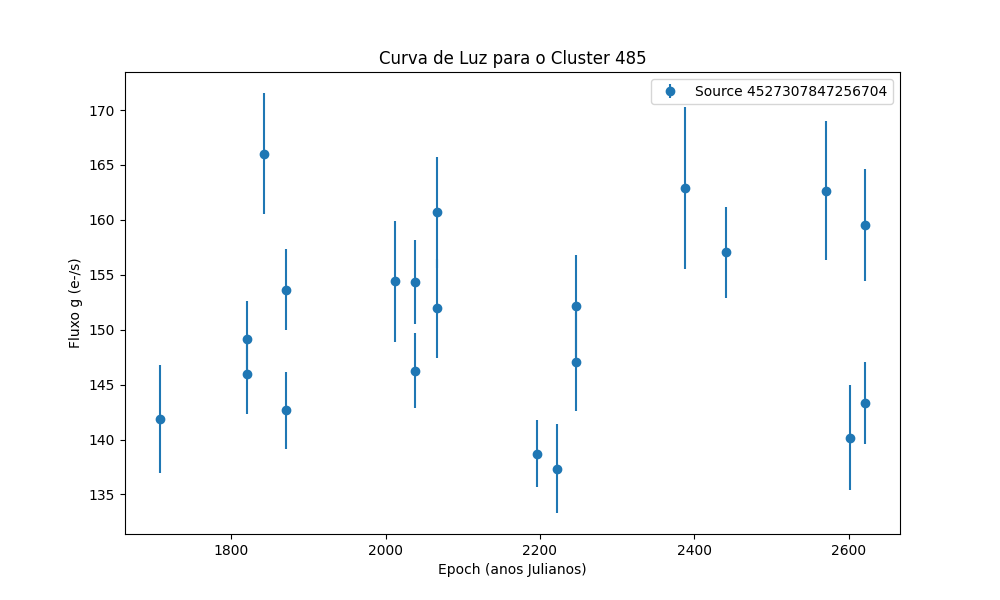 Curva de Luz para o Cluster 485
Source 4527307847256704
170
165
160
155
150
145
140
135
Fluxo g (e-/s)
1800 2000 2200 2400 2600
Epoch (anos Julianos)